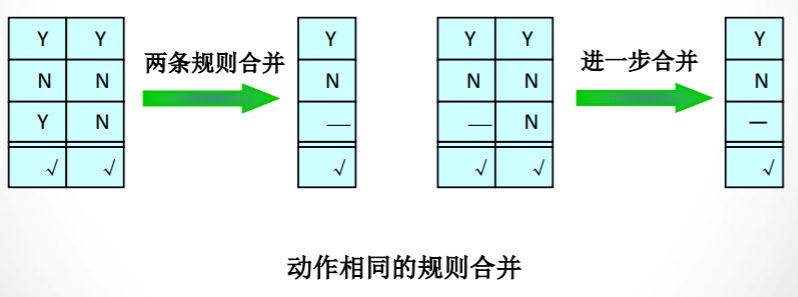 Y Y 两条规则合并 Y Y Y 进一步合并 Y
N N N N N N
Y N — — N —
√ √ √ √ √ √
动作相同的规则合并